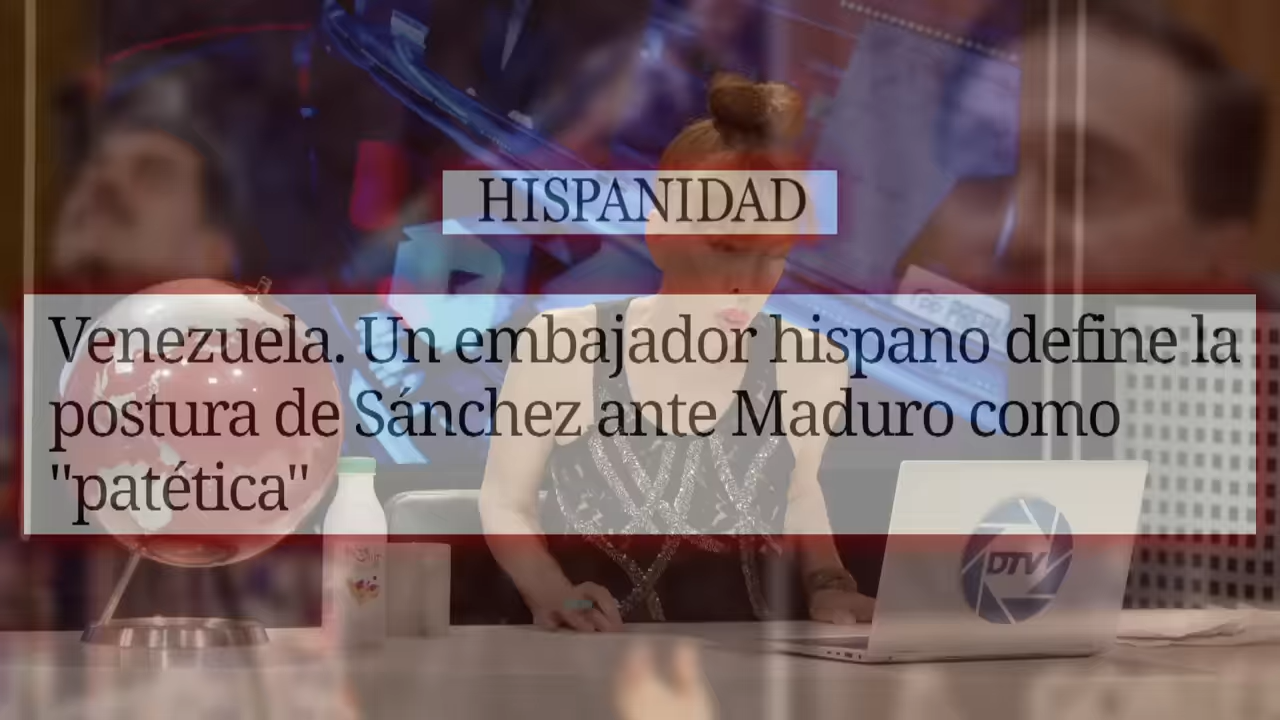 HISPANIDAD
Venezuela. Un embajador hispano define la
postura de Sánchez ante Maduro como
"patética"
DTV